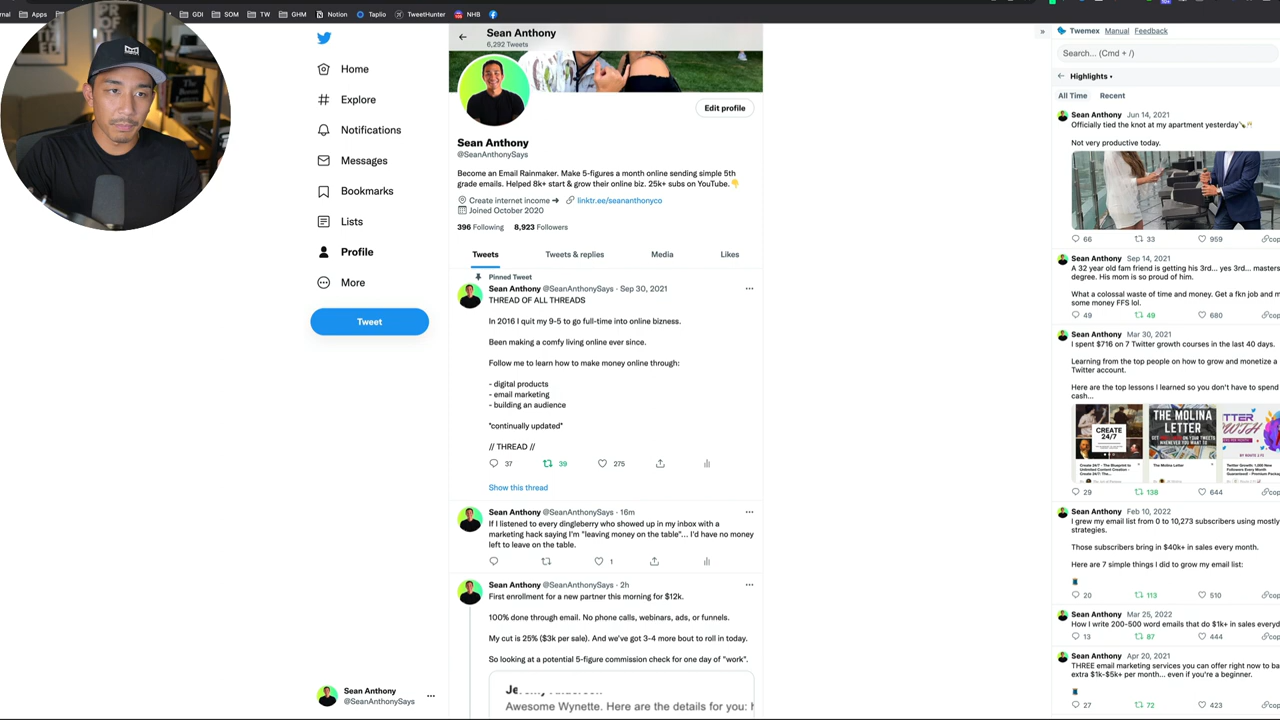 Apps
GDI
SOM
TW
GHM
Notion
Taplio
TweetHunter
NHB
Home
Explore
Notifications
Messages
Bookmarks
Lists
Profile
More
Tweet
Sean Anthony
@SeanAnthonySays
Sean Anthony
6,292 Tweets
Edit profile
Sean Anthony
@SeanAnthonySays
Become an Email Rainmaker. Make 5-figures a month online sending simple 5th
grade emails. Helped 8k+ start & grow their online biz. 25k+ subs on YouTube.👇
Create internet income ➔ linktr.ee/seananthonyco
Joined October 2020
396 Following 8,923 Followers
Tweets Tweets & replies Media Likes
Pinned Tweet
Sean Anthony @SeanAnthonySays · Sep 30, 2021
THREAD OF ALL THREADS
In 2016 I quit my 9-5 to go full-time into online bizness.
Been making a comfy living online ever since.
Follow me to learn how to make money online through:
- digital products
- email marketing
- building an audience
*continually updated*
// THREAD //
37 39 275
Show this thread
Sean Anthony @SeanAnthonySays · 16m
If I listened to every dingleberry who showed up in my inbox with a
marketing hack saying I'm "leaving money on the table"... I'd have no money
left to leave on the table.
1
Sean Anthony @SeanAnthonySays · 2h
First enrollment for a new partner this morning for $12k.
100% done through email. No phone calls, webinars, ads, or funnels.
My cut is 25% ($3k per sale). And we've got 3-4 more bout to roll in today.
So looking at a potential 5-figure commission check for one day of "work".
Awesome Wynette. Here are the details for you:
» Twemex Manual Feedback
Search... (Cmd + /)
Highlights
All Time Recent
Sean Anthony Jun 14, 2021
Officially tied the knot at my apartment yesterday🍾🥂
Not very productive today.
66 33 959
Sean Anthony Sep 14, 2021
A 32 year old fam friend is getting his 3rd... yes 3rd... masters
degree. His mom is so proud of him.
What a colossal waste of time and money. Get a fkn job and m
some money FFS lol.
49 49 680
Sean Anthony Mar 30, 2021
I spent $716 on 7 Twitter growth courses in the last 40 days.
Learning from the top people on how to grow and monetize a
Twitter account.
Here are the top lessons I learned so you don't have to spend
cash...
CREATE
24/7
THE MOLINA
LETTER
29 138 644
Sean Anthony Feb 10, 2022
I grew my email list from 0 to 10,273 subscribers using mostly
strategies.
Those subscribers bring in $40k+ in sales every month.
Here are 7 simple things I did to grow my email list:
20 113 510
Sean Anthony Mar 25, 2022
How I write 200-500 word emails that do $1k+ in sales everyd
13 87 444
Sean Anthony Apr 20, 2021
THREE email marketing services you can offer right now to ba
extra $1k-$5k+ per month... even if you're a beginner.
27 72 423